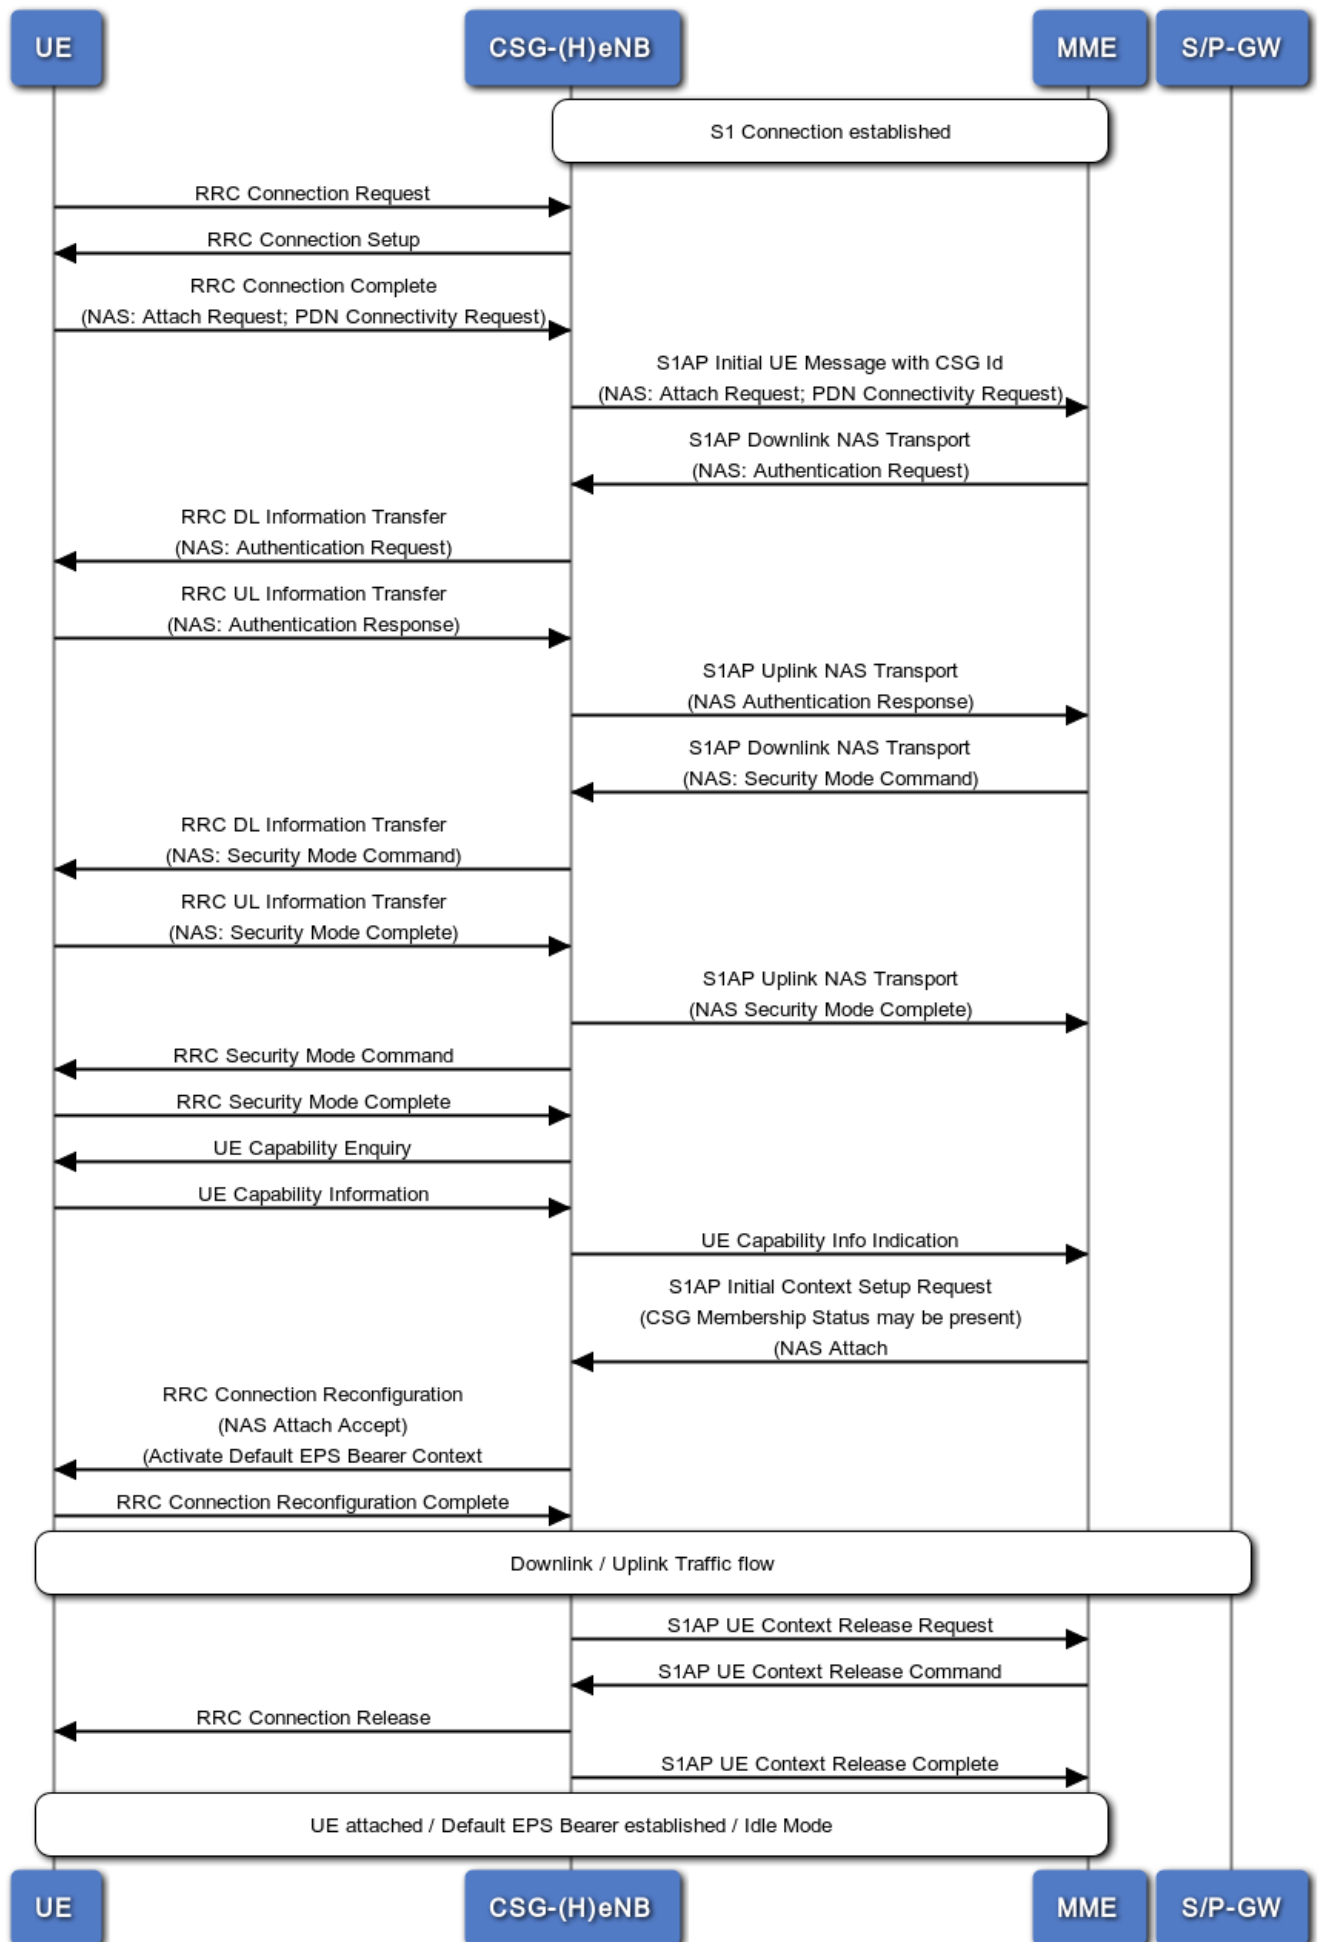 UE
CSG-(H)eNB
MME
S/P-GW
S1 Connection established
RRC Connection Request
RRC Connection Setup
RRC Connection Complete
(NAS: Attach Request; PDN Connectivity Request)
S1AP Initial UE Message with CSG Id
(NAS: Attach Request; PDN Connectivity Request)
S1AP Downlink NAS Transport
(NAS: Authentication Request)
RRC DL Information Transfer
(NAS: Authentication Request)
RRC UL Information Transfer
(NAS: Authentication Response)
S1AP Uplink NAS Transport
(NAS Authentication Response)
S1AP Downlink NAS Transport
(NAS: Security Mode Command)
RRC DL Information Transfer
(NAS: Security Mode Command)
RRC UL Information Transfer
(NAS: Security Mode Complete)
S1AP Uplink NAS Transport
(NAS Security Mode Complete)
RRC Security Mode Command
RRC Security Mode Complete
UE Capability Enquiry
UE Capability Information
UE Capability Info Indication
S1AP Initial Context Setup Request
(CSG Membership Status may be present)
(NAS Attach
RRC Connection Reconfiguration
(NAS Attach Accept)
(Activate Default EPS Bearer Context
RRC Connection Reconfiguration Complete
Downlink / Uplink Traffic flow
S1AP UE Context Release Request
S1AP UE Context Release Command
RRC Connection Release
S1AP UE Context Release Complete
UE attached / Default EPS Bearer established / Idle Mode
UE
CSG-(H)eNB
MME
S/P-GW